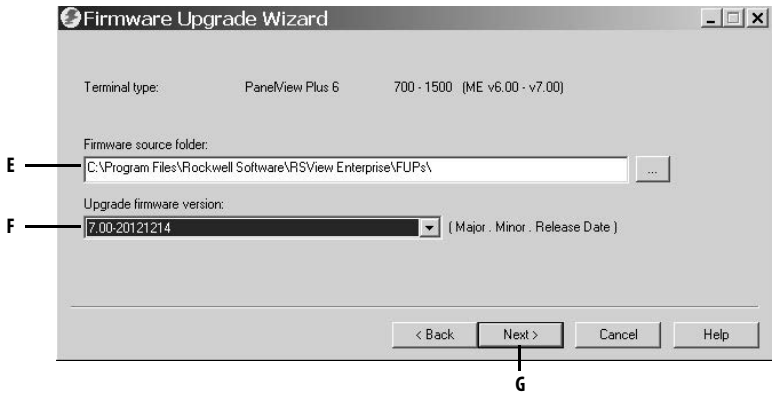 Firmware Upgrade Wizard
Terminal type: PanelView Plus 6 700 - 1500 (ME v6.00 - v7.00)
Firmware source folder:
E C:\Program Files\Rockwell Software\RSView Enterprise\FUPs\ ...
Upgrade firmware version:
F 7.00-20121214 ( Major . Minor . Release Date )
< Back Next > Cancel Help
G